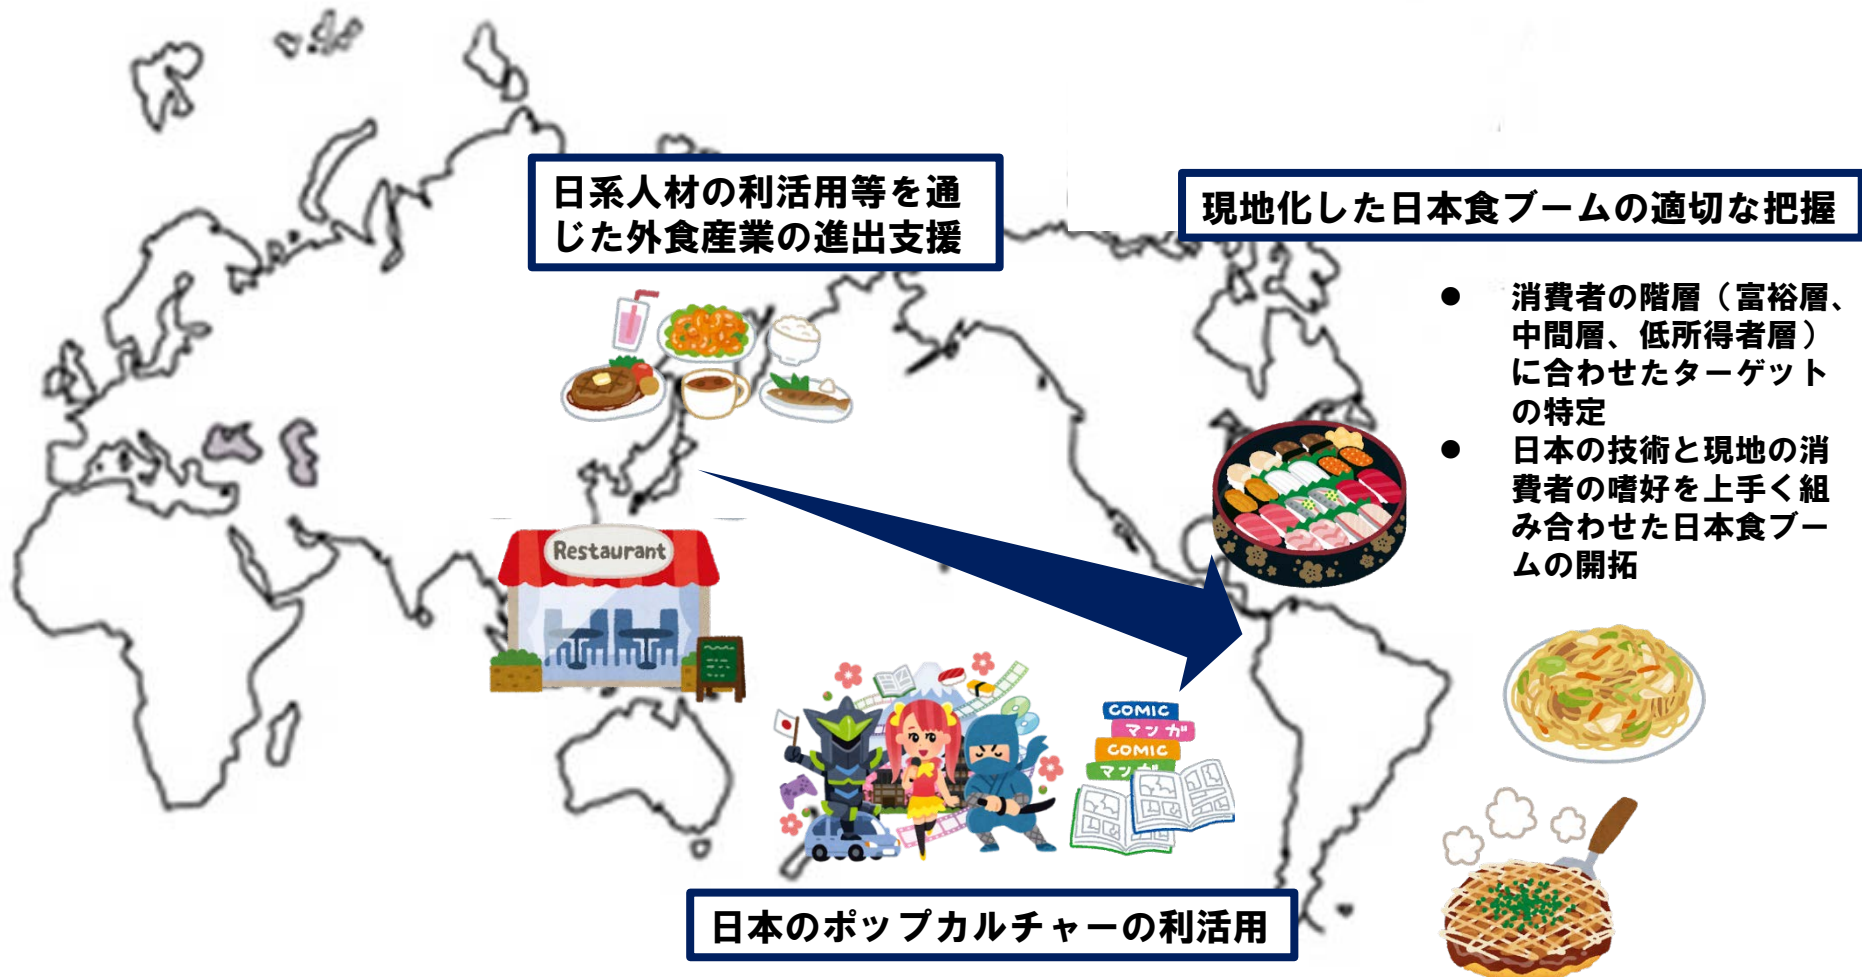 日系人材の利活用等を通
じた外食産業の進出支援
現地化した日本食ブームの適切な把握
● 消費者の階層（富裕層、
中間層、低所得者層）
に合わせたターゲット
の特定
● 日本の技術と現地の消
費者の嗜好を上手く組
み合わせた日本食ブー
ムの開拓
Restaurant
COMIC
マンガ
COMIC
マンガ
日本のポップカルチャーの利活用